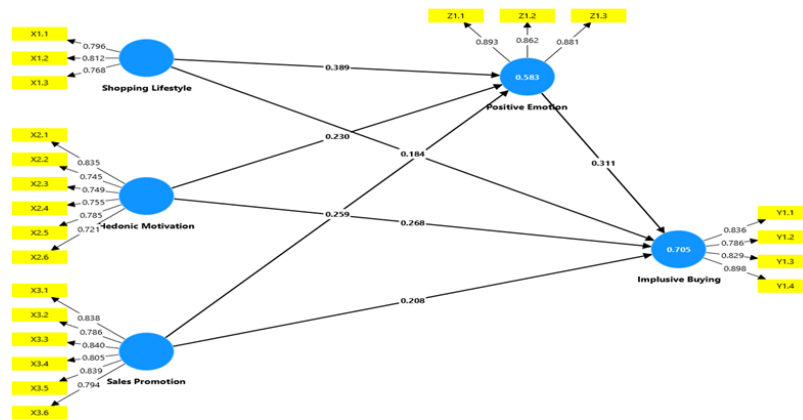 Z1.1 Z1.2 Z1.3
0.893 0.862 0.881
X1.1
X1.2
X1.3
0.796
0.812
0.768
Shopping Lifestyle
0.389
0.583
Positive Emotion
X2.1
X2.2
X2.3
X2.4
X2.5
X2.6
0.835
0.745
0.749
0.755
0.785
0.721
Hedonic Motivation
0.230
0.184
0.311
0.259
0.268
0.208
0.705
Implusive Buying
Y1.1
Y1.2
Y1.3
Y1.4
0.836
0.786
0.829
0.898
X3.1
X3.2
X3.3
X3.4
X3.5
X3.6
0.838
0.786
0.840
0.805
0.839
0.794
Sales Promotion